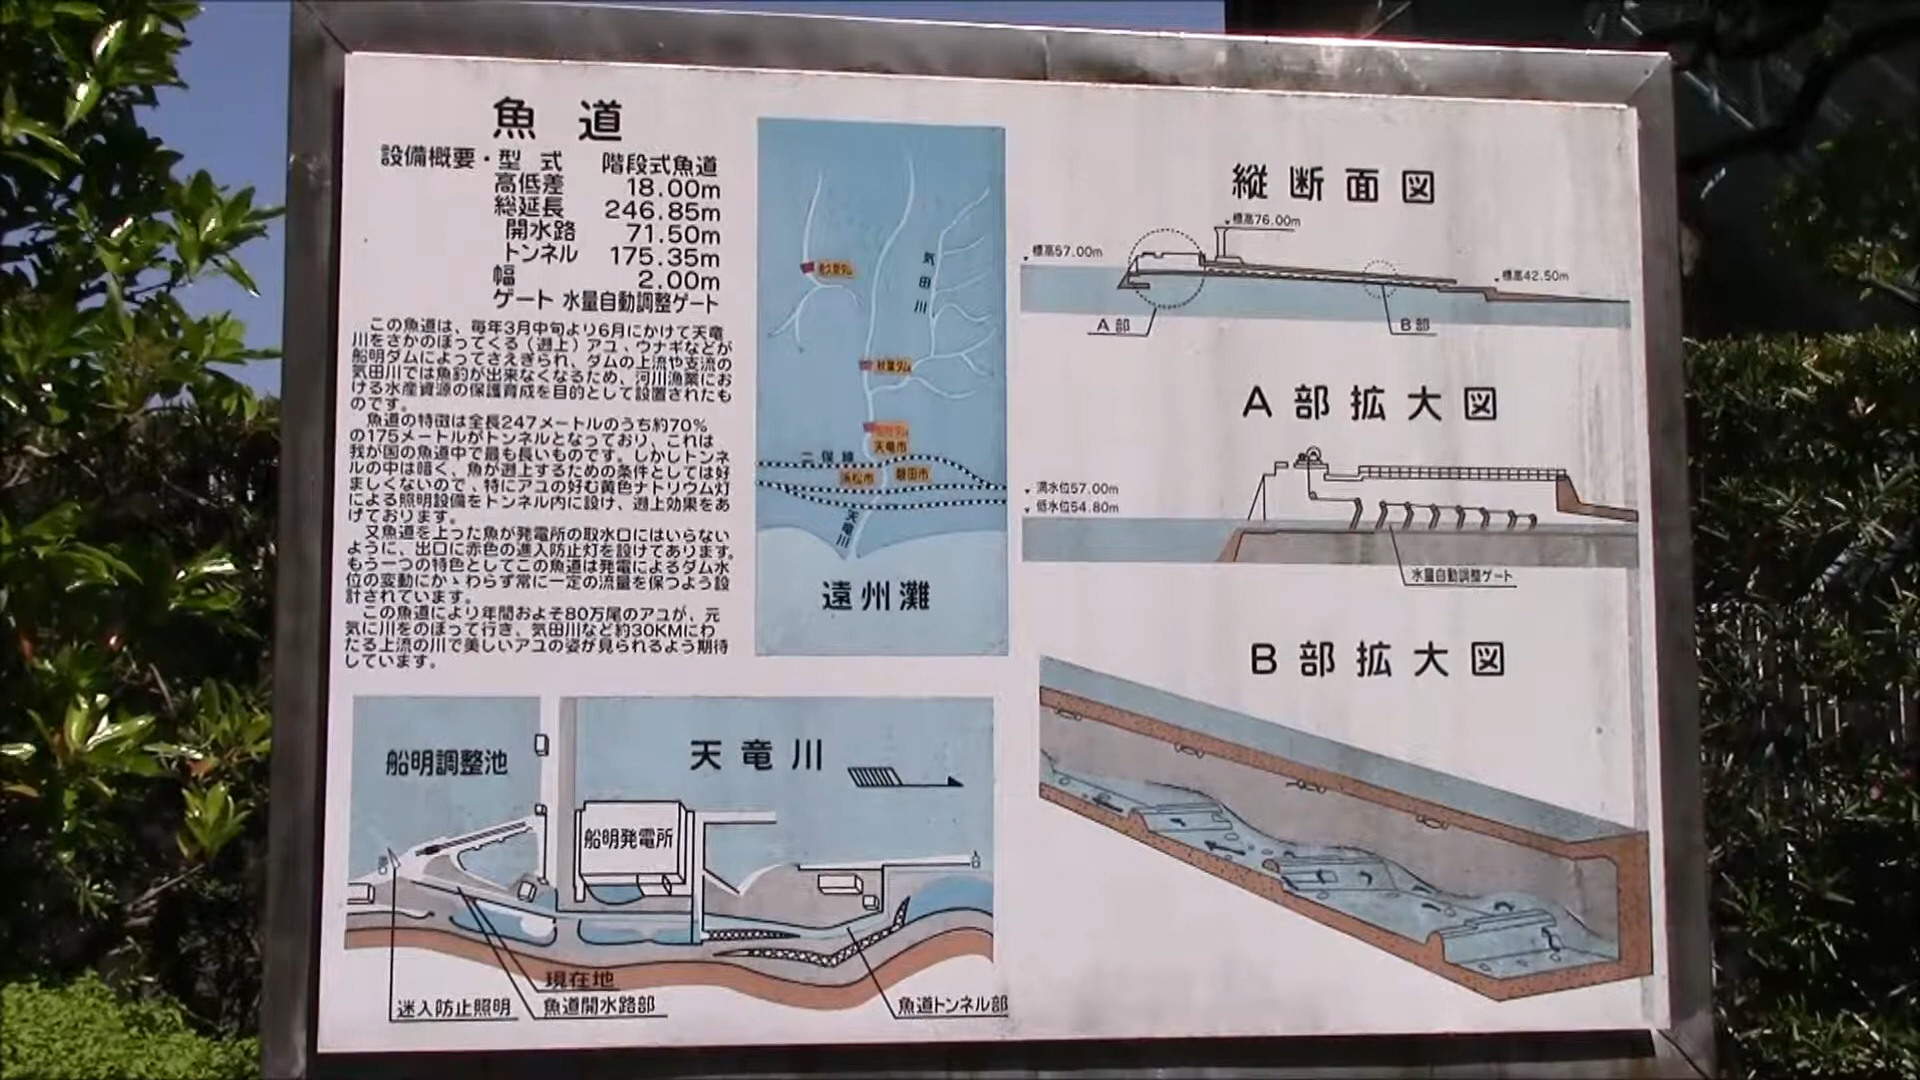 魚道
設備概要・型式 階段式魚道
高低差 18.00m
総延長 246.85m
開水路 71.50m
トンネル 175.35m
幅 2.00m
ゲート 水量自動調整ゲート
この魚道は、毎年3月中旬より6月にかけて天竜
川をさかのぼってくる（遡上）アユ、ウナギなどが
船明ダムによってさえぎられ、ダムの上流や支流の
気田川では魚釣が出来なくなるため、河川漁業にお
ける水産資源の保護育成を目的として設置されたも
のです。
魚道の特徴は全長247メートルのうち約70%
の175メートルがトンネルとなっており、これは
我が国の魚道中で最も長いものです。しかしトンネ
ルの中は暗く、魚が遡上するための条件としては好
ましくないので、特にアユの好む黄色ナトリウム灯
による照明設備をトンネル内に設け、遡上効果をあ
げております。
又魚道を上った魚が発電所の取水口にはいらない
ように、出口に赤色の進入防止灯を設けてあります。
もう一つの特色としてこの魚道は発電によるダム水
位の変動にかゝわらず常に一定の流量を保つよう設
計されています。
この魚道により年間およそ80万尾のアユが、元
気に川をのぼって行き、気田川など約30KMにわ
たる上流の川で美しいアユの姿が見られるよう期待
しています。
気田川
秋葉ダム
天竜市
二俣線
浜松市
磐田市
天竜川
遠州灘
縦断面図
標高76.00m
標高57.00m
標高42.50m
A部
B部
A部拡大図
満水位57.00m
低水位54.80m
水量自動調整ゲート
B部拡大図
船明調整池
天竜川
船明発電所
現在地
迷入防止照明
魚道開水路部
魚道トンネル部